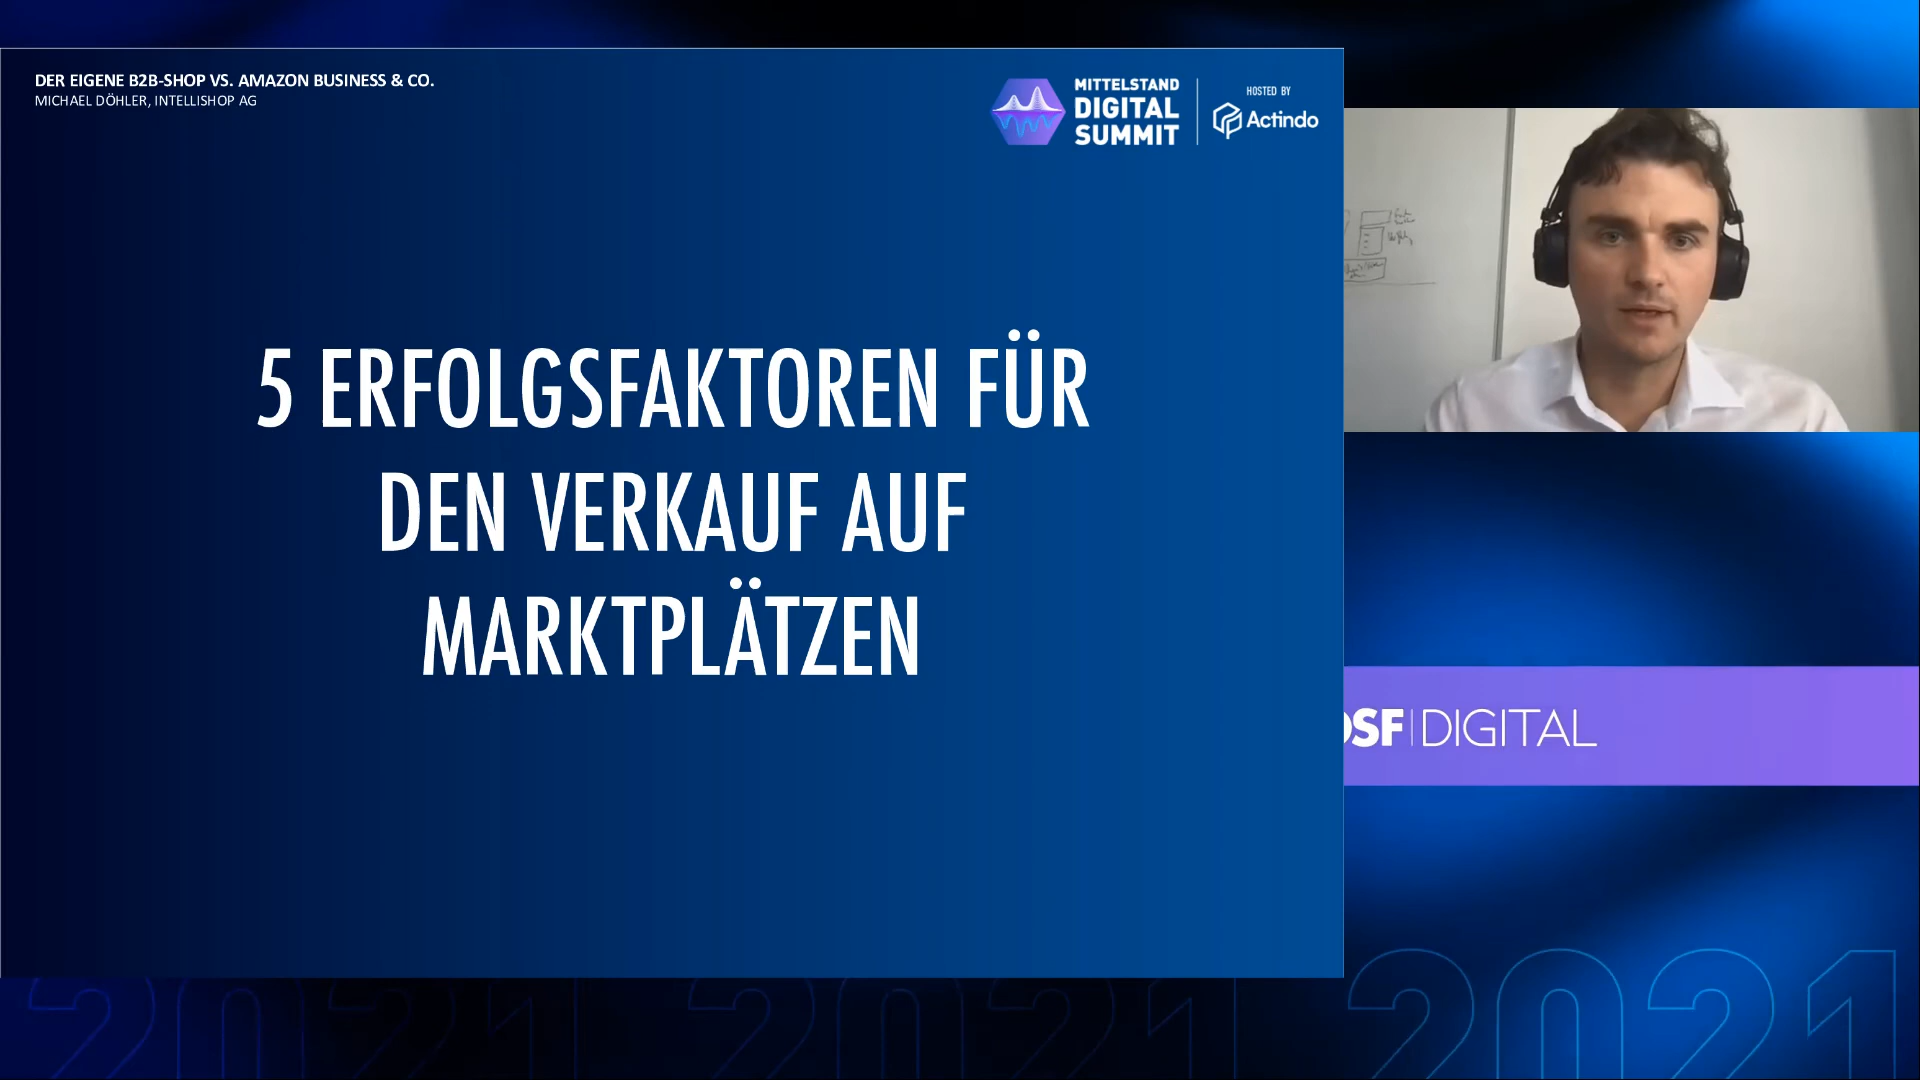 DER EIGENE B2B-SHOP VS. AMAZON BUSINESS & CO.
MICHAEL DÖHLER, INTELLISHOP AG
MITTELSTAND
DIGITAL
SUMMIT
HOSTED BY
Actindo
5 ERFOLGSFAKTOREN FÜR
DEN VERKAUF AUF
MARKTPLÄTZEN
OSF|DIGITAL
2021 2021 2021